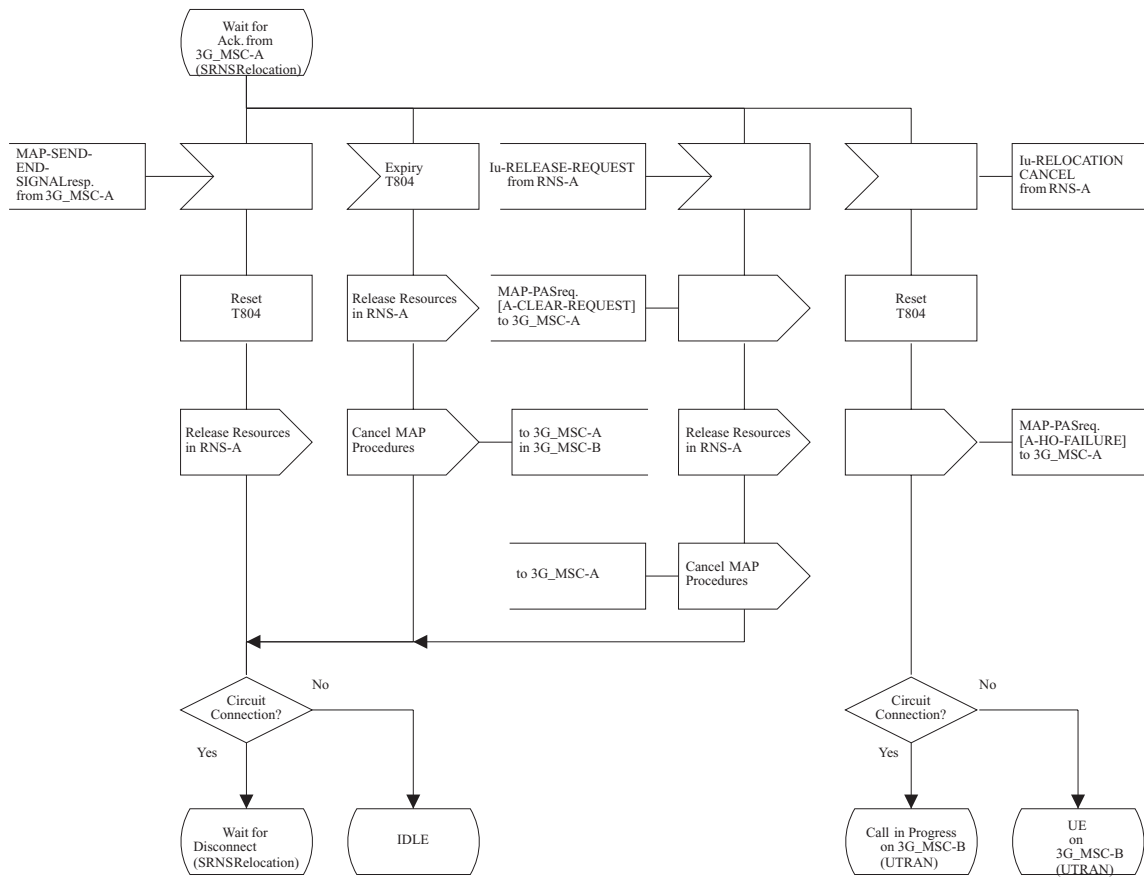 Wait for
Ack. from
3G_MSC-A
(SRNSRelocation)
MAP-SEND-
END-
SIGNALresp.
from 3G_MSC-A
Expiry
T804
Iu-RELEASE-REQUEST
from RNS-A
Iu-RELOCATION
CANCEL
from RNS-A
Reset
T804
Release Resources
in RNS-A
MAP-PASreq.
[A-CLEAR-REQUEST]
to 3G_MSC-A
Reset
T804
Release Resources
in RNS-A
Cancel MAP
Procedures
to 3G_MSC-A
in 3G_MSC-B
Release Resources
in RNS-A
MAP-PASreq.
[A-HO-FAILURE]
to 3G_MSC-A
to 3G_MSC-A
Cancel MAP
Procedures
Circuit
Connection?
No
Yes
Circuit
Connection?
No
Yes
Wait for
Disconnect
(SRNSRelocation)
IDLE
Call in Progress
on 3G_MSC-B
(UTRAN)
UE
on
3G_MSC-B
(UTRAN)